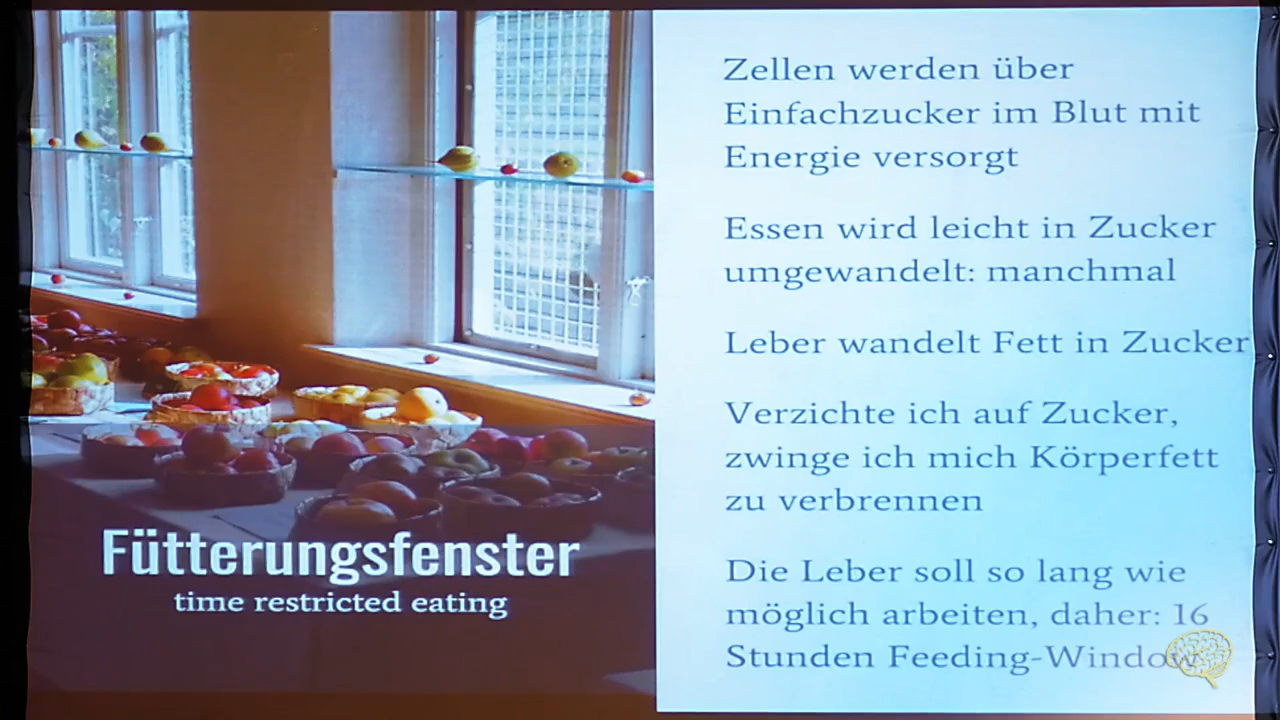 Fütterungsfenster
time restricted eating
Zellen werden über
Einfachzucker im Blut mit
Energie versorgt
Essen wird leicht in Zucker
umgewandelt: manchmal
Leber wandelt Fett in Zucker
Verzichte ich auf Zucker,
zwinge ich mich Körperfett
zu verbrennen
Die Leber soll so lang wie
möglich arbeiten, daher: 16
Stunden Feeding-Window